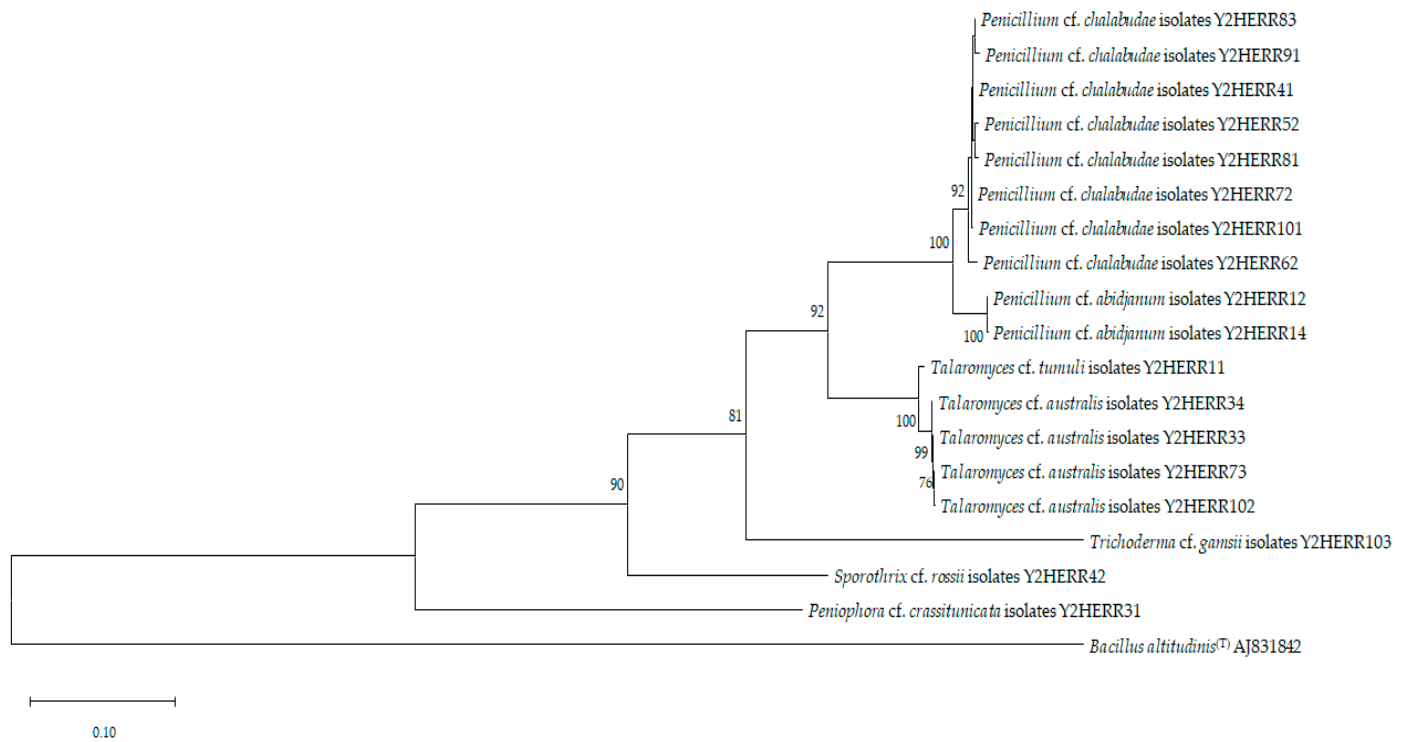 Penicillium cf. chalabudae isolates Y2HERR83
Penicillium cf. chalabudae isolates Y2HERR91
Penicillium cf. chalabudae isolates Y2HERR41
Penicillium cf. chalabudae isolates Y2HERR52
Penicillium cf. chalabudae isolates Y2HERR81
92
Penicillium cf. chalabudae isolates Y2HERR72
Penicillium cf. chalabudae isolates Y2HERR101
100
Penicillium cf. chalabudae isolates Y2HERR62
Penicillium cf. abidjanum isolates Y2HERR12
92
100
Penicillium cf. abidjanum isolates Y2HERR14
Talaromyces cf. tumuli isolates Y2HERR11
Talaromyces cf. australis isolates Y2HERR34
81
100
Talaromyces cf. australis isolates Y2HERR33
99
Talaromyces cf. australis isolates Y2HERR73
90
76
Talaromyces cf. australis isolates Y2HERR102
Trichoderma cf. gamsii isolates Y2HERR103
Sporothrix cf. rossii isolates Y2HERR42
Peniophora cf. crassitunicata isolates Y2HERR31
Bacillus altitudinis(T) AJ831842
0.10